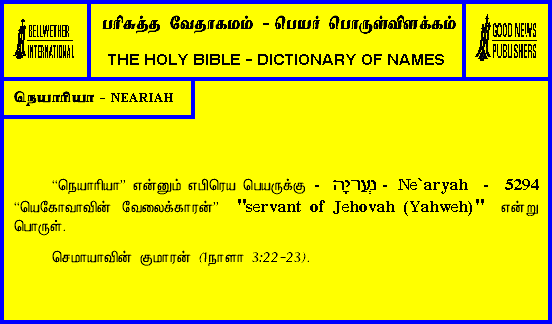 BELLWETHER
INTERNATIONAL
பரிசுத்த வேதாகமம் - பெயர் பொருள்விளக்கம்
THE HOLY BIBLE - DICTIONARY OF NAMES
GOOD NEWS
PUBLISHERS
நெயாரியா - NEARIAH
“நெயாரியா” என்னும் எபிரெய பெயருக்கு - נְעַרְיָה - Ne`aryah - 5294
“யெகோவாவின் வேலைக்காரன்” "servant of Jehovah (Yahweh)" என்று
பொருள்.
செமாயாவின் குமாரன் (1நாளா 3:22-23).